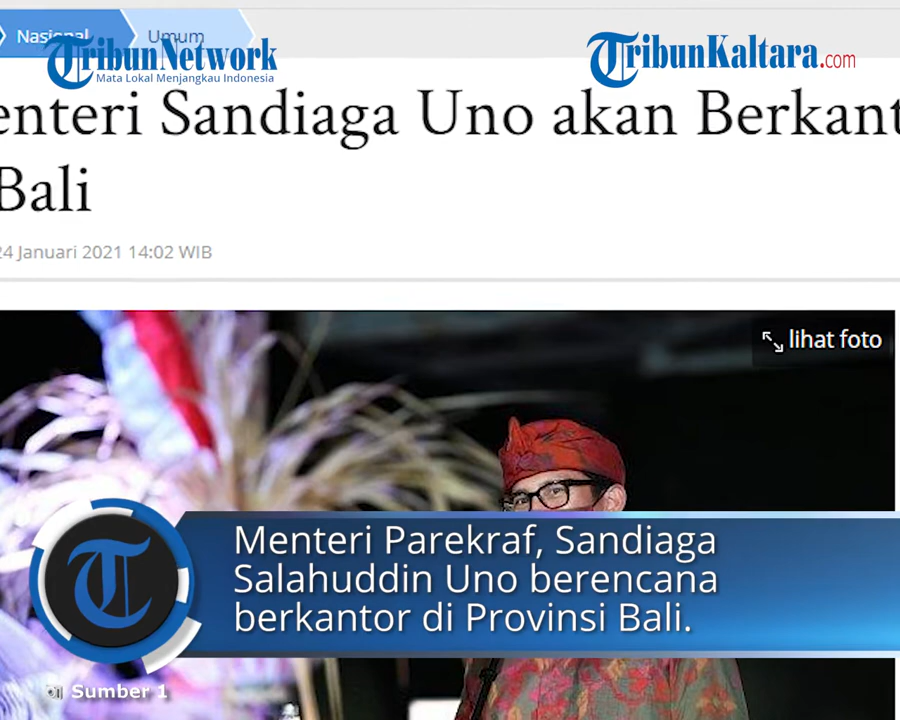 Nasional
Umum
TribunNetwork
Mata Lokal Menjangkau Indonesia
TribunKaltara.com
enteri Sandiaga Uno akan Berkant
Bali
24 Januari 2021 14:02 WIB
lihat foto
Menteri Parekraf, Sandiaga
Salahuddin Uno berencana
berkantor di Provinsi Bali.
T
Sumber 1